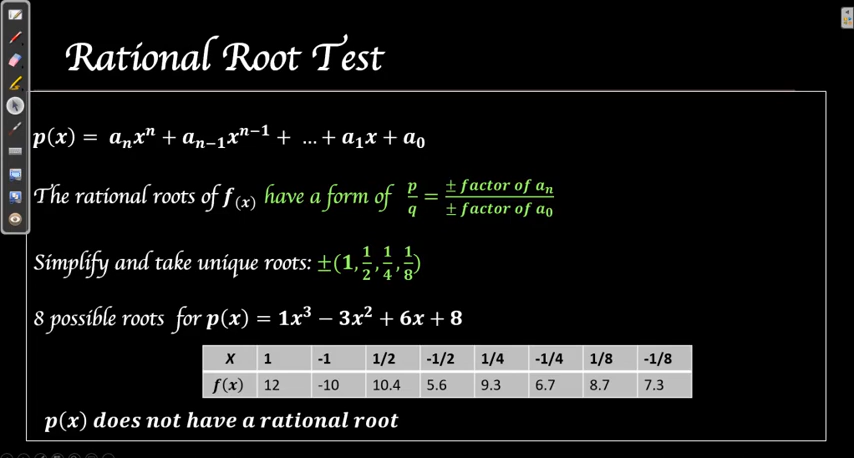 Rational Root Test
p(x) = aₙxⁿ + aₙ₋₁xⁿ⁻¹ + … + a₁x + a₀
The rational roots of f₍ₓ₎ have a form of p/q = ± factor of aₙ / ± factor of a₀
Simplify and take unique roots: ±(1, 1/2, 1/4, 1/8)
8 possible roots for p(x) = 1x³ − 3x² + 6x + 8
X 1 -1 1/2 -1/2 1/4 -1/4 1/8 -1/8
f(x) 12 -10 10.4 5.6 9.3 6.7 8.7 7.3
p(x) does not have a rational root